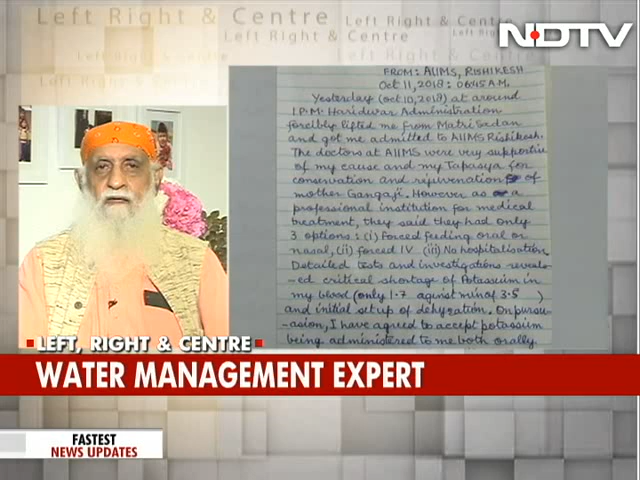 Left Right & Centre
Left Right & Centre
Left Right & Centre
Left Right & Centre
Left Right & Centre
NDTV
FROM: AIIMS, RISHIKESH
Oct 11, 2018: 06:45 A.M.
Yesterday (Oct 10, 2018) at around
1 P.M. Haridwar Administration
forcibly lifted me from Matri Sadan
and got me admitted to AIIMS Rishikesh.
The doctors at AIIMS were very supportive
of my cause and my Tapasya for
conservation and rejuvenation of
mother Gangaji. However as a
professional institution for medical
treatment, they said they had only
3 options: (i) forced feeding oral or
nasal, (ii) forced IV (iii) No hospitalisation.
Detailed tests and investigations reveal-
-ed critical shortage of Potassium in
my blood (only 1.7 against min of 3.5 )
and initial setup of dehyration. On pursu-
-asion, I have agreed to accept potassium
being administered to me both orally.
LEFT, RIGHT & CENTRE
WATER MANAGEMENT EXPERT
FASTEST
NEWS UPDATES